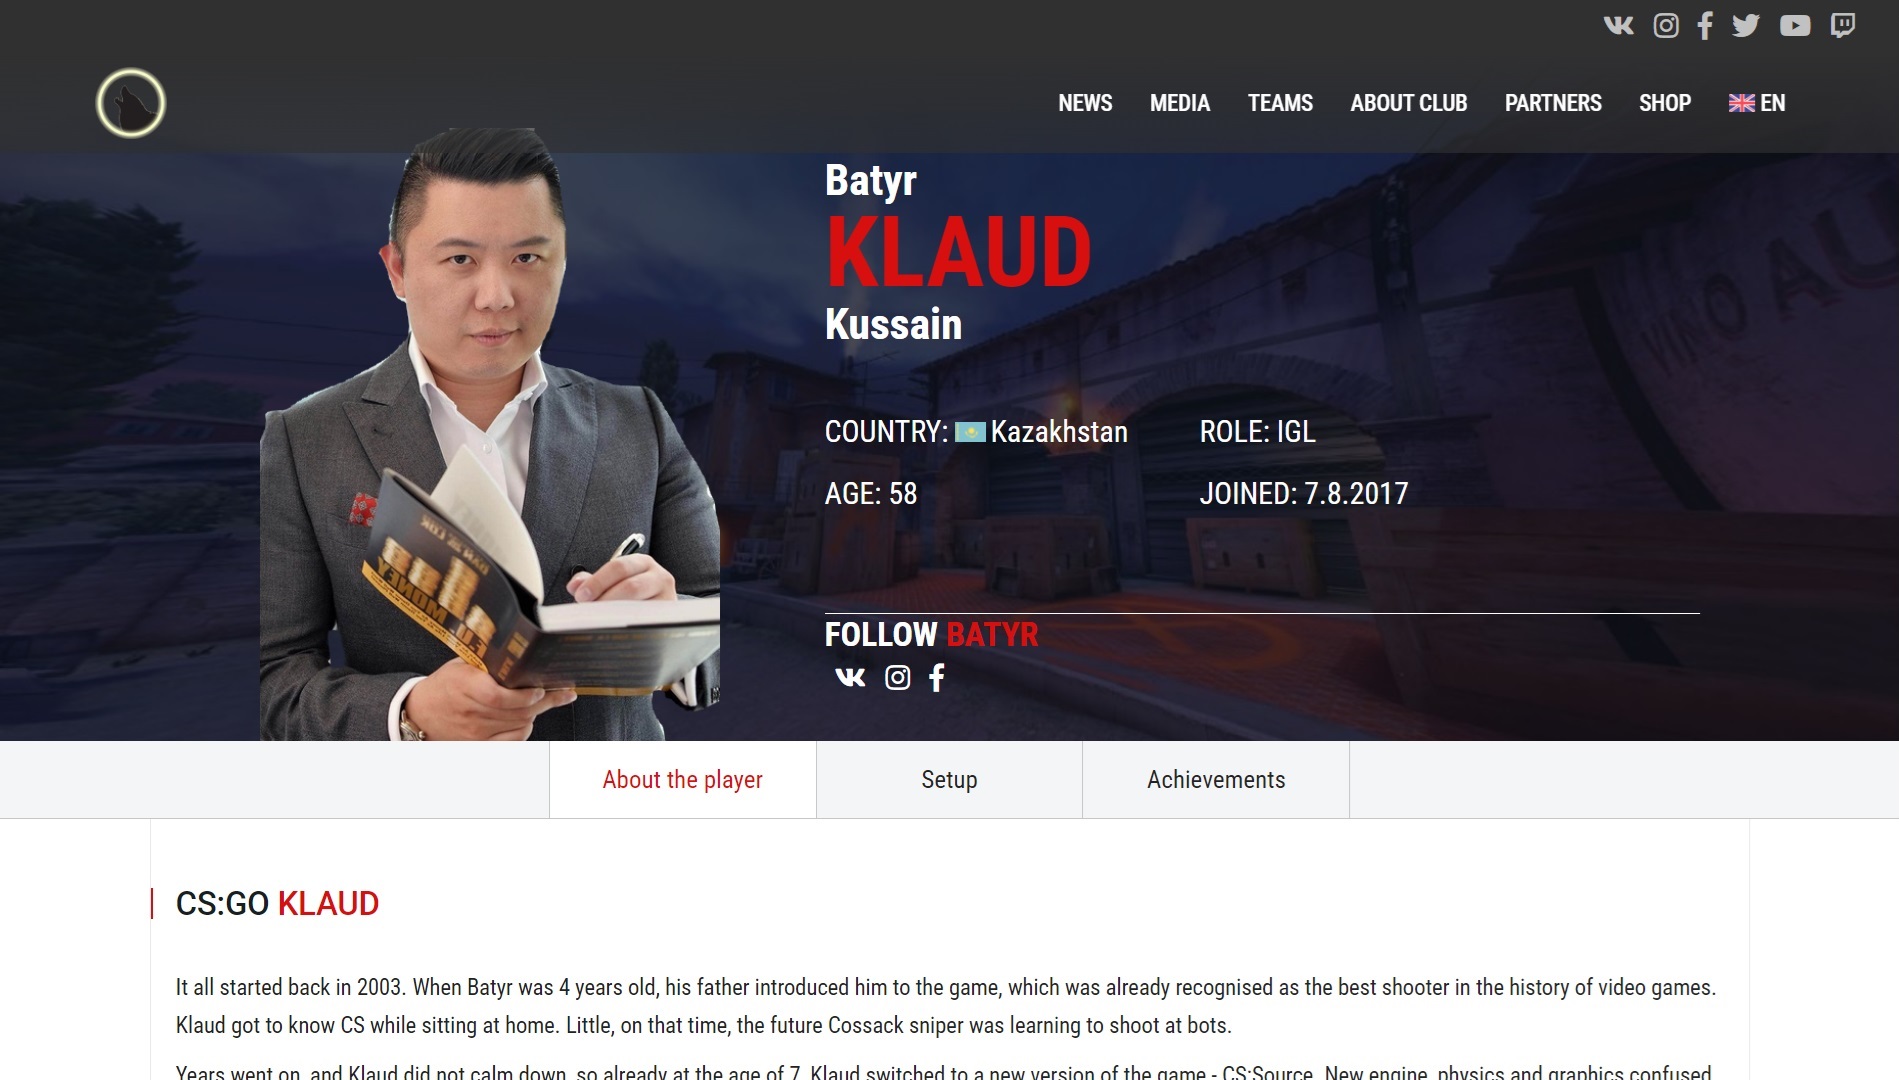 NEWS MEDIA TEAMS ABOUT CLUB PARTNERS SHOP EN
Batyr
KLAUD
Kussain
VINO AU
COUNTRY: Kazakhstan ROLE: IGL
AGE: 58 JOINED: 7.8.2017
MONEY
FOLLOW BATYR
About the player Setup Achievements
CS:GO KLAUD
It all started back in 2003. When Batyr was 4 years old, his father introduced him to the game, which was already recognised as the best shooter in the history of video games.
Klaud got to know CS while sitting at home. Little, on that time, the future Cossack sniper was learning to shoot at bots.
Years went on, and Klaud did not calm down, so already at the age of 7, Klaud switched to a new version of the game - CS:Source. New engine, physics and graphics confused